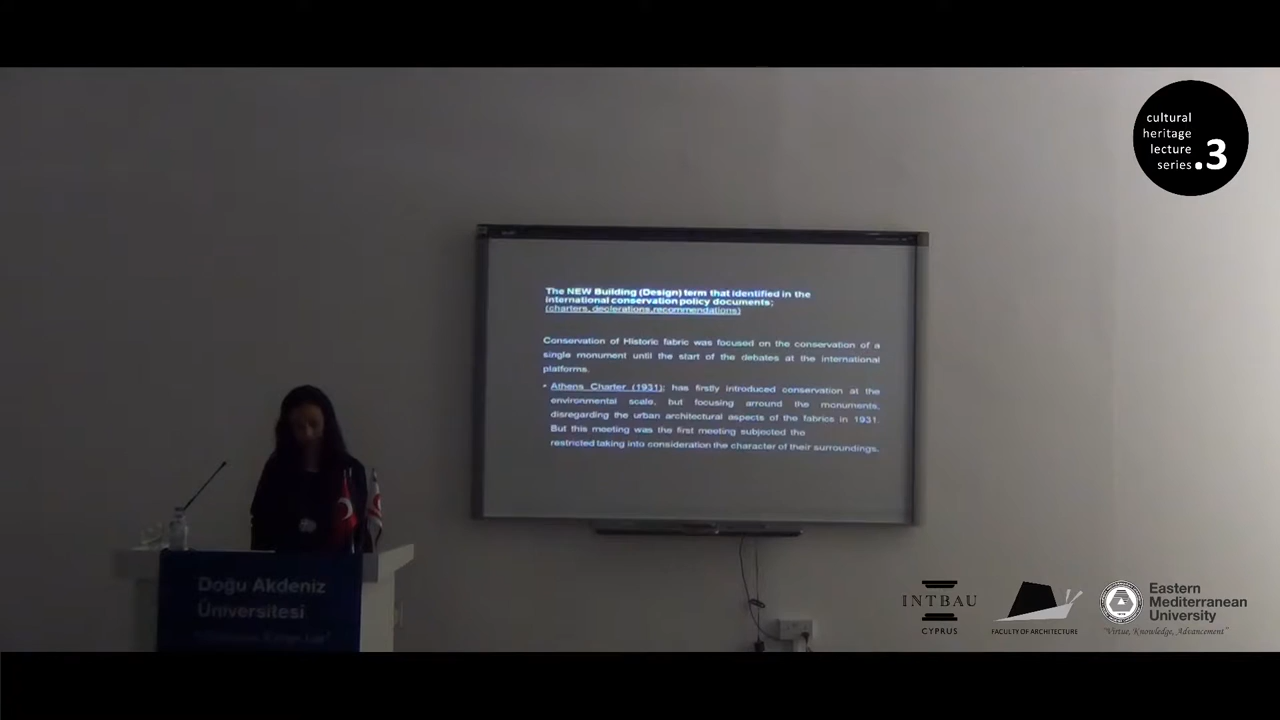 cultural
heritage
lecture
series .3
The NEW Building (Design) term that identified in the
international conservation policy documents;
(charters, declerations,recommendations)
Conservation of Historic fabric was focused on the conservation of a
single monument until the start of the debates at the international
platforms.
• Athens Charter (1931); has firstly introduced conservation at the
environmental scale, but focusing arround the monuments,
disregarding the urban architectural aspects of the fabrics in 1931.
But this meeting was the first meeting subjected the
restricted taking into consideration the character of their surroundings.
Doğu Akdeniz
Üniversitesi
INTBAU
CYPRUS
FACULTY OF ARCHITECTURE
Eastern
Mediterranean
University
"Virtue, Knowledge, Advancement"